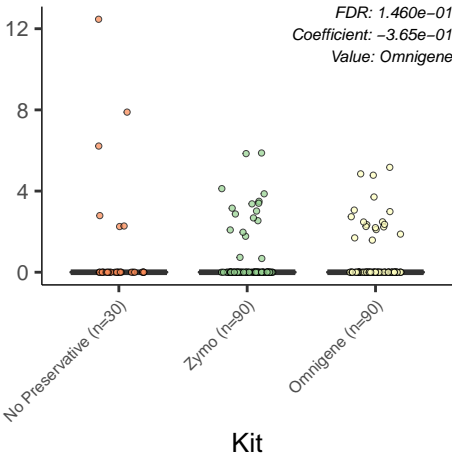 FDR: 1.460e−01
Coefficient: −3.65e−01
Value: Omnigene
12
8
4
0
No Preservative (n=30)
Zymo (n=90)
Omnigene (n=90)
Kit